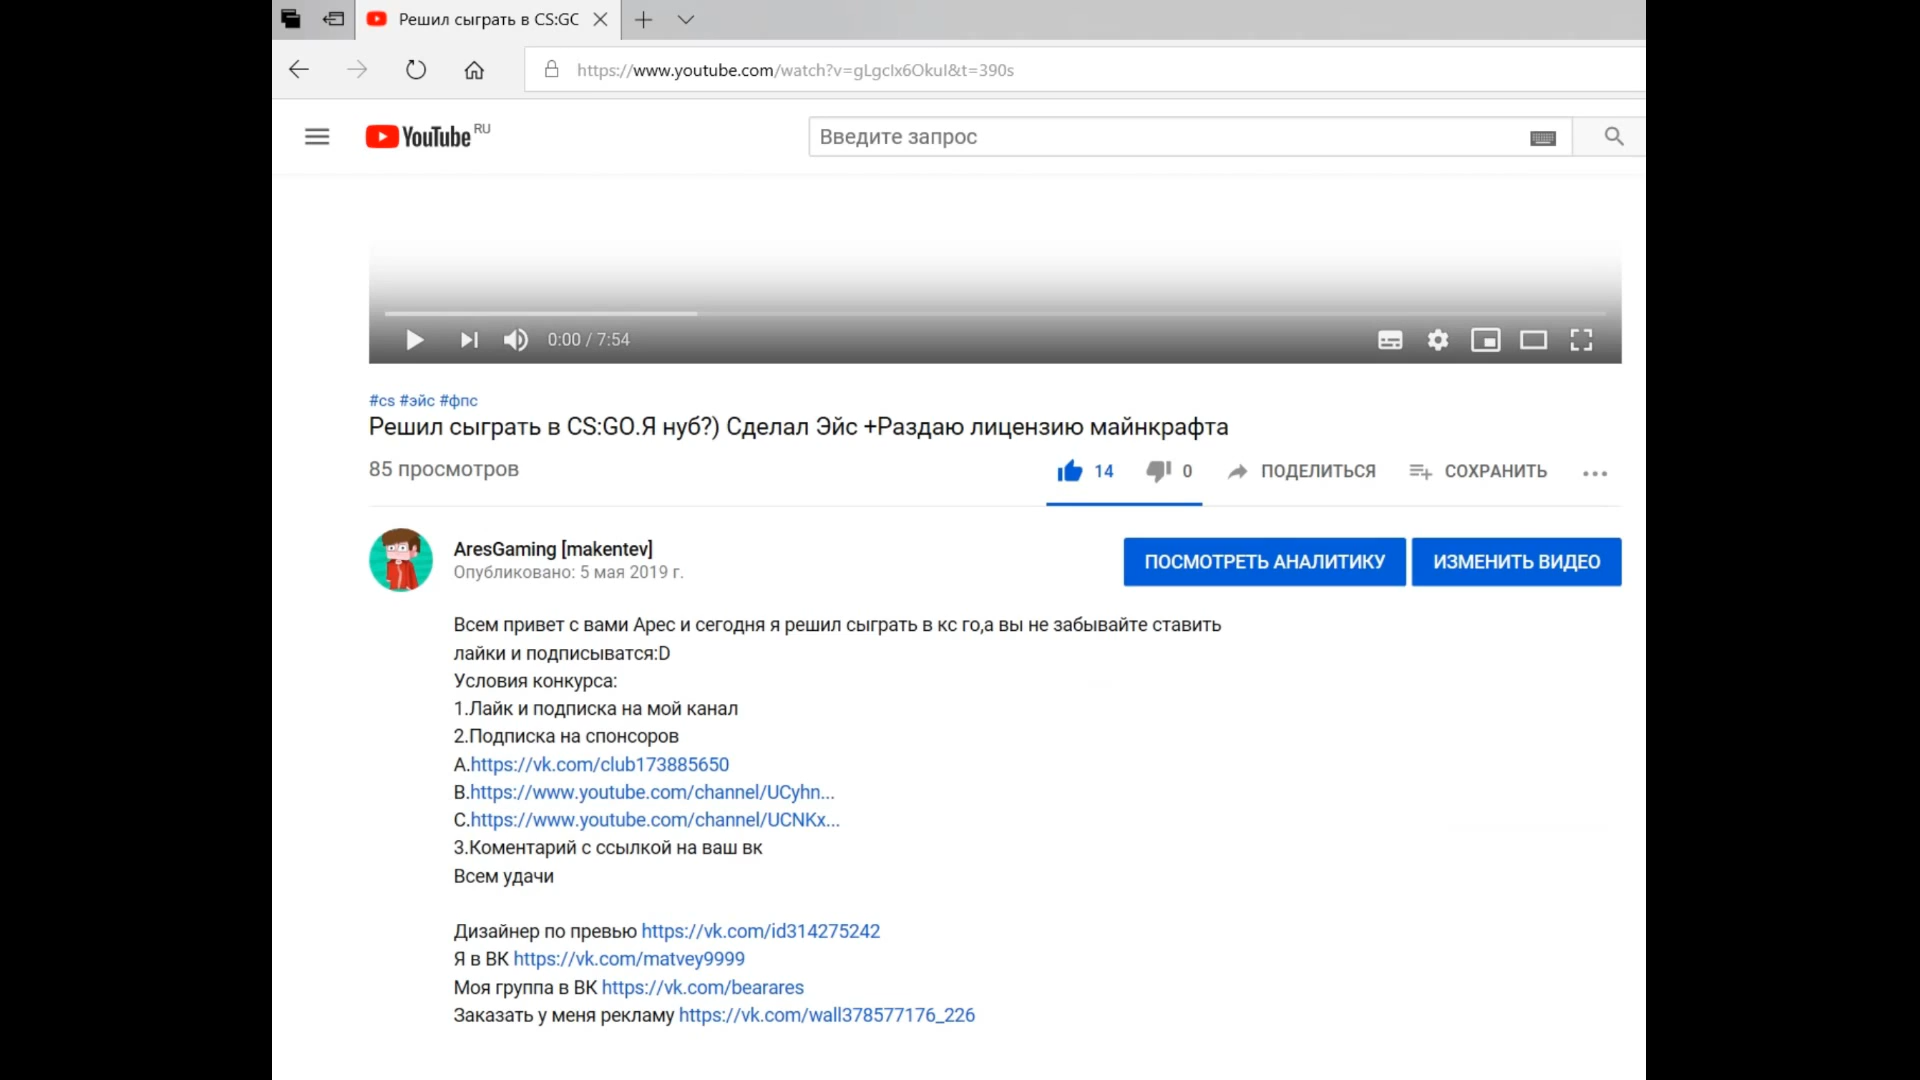 Решил сыграть в CS:GO
https://www.youtube.com/watch?v=gLgcIx6OkuI&t=390s
YouTube RU
Введите запрос
0:00 / 7:54
#cs #эйс #фпс
Решил сыграть в CS:GO.Я нуб?) Сделал Эйс +Раздаю лицензию майнкрафта
85 просмотров
14 0 ПОДЕЛИТЬСЯ СОХРАНИТЬ
AresGaming [makentev]
Опубликовано: 5 мая 2019 г.
ПОСМОТРЕТЬ АНАЛИТИКУ ИЗМЕНИТЬ ВИДЕО
Всем привет с вами Арес и сегодня я решил сыграть в кс го,а вы не забывайте ставить
лайки и подписыватся:D
Условия конкурса:
1.Лайк и подписка на мой канал
2.Подписка на спонсоров
A.https://vk.com/club173885650
B.https://www.youtube.com/channel/UCyhn...
C.https://www.youtube.com/channel/UCNKx...
3.Коментарий с ссылкой на ваш вк
Всем удачи
Дизайнер по превью https://vk.com/id314275242
Я в ВК https://vk.com/matvey9999
Моя группа в ВК https://vk.com/bearares
Заказать у меня рекламу https://vk.com/wall378577176_226